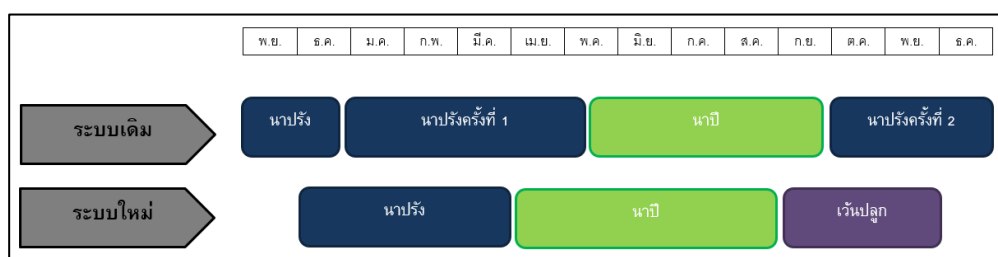 พ.ย. ธ.ค. ม.ค. ก.พ. มี.ค. เม.ย. พ.ค. มิ.ย. ก.ค. ส.ค. ก.ย. ต.ค. พ.ย. ธ.ค.
ระบบเดิม นาปรัง นาปรังครั้งที่ 1 นาปี นาปรังครั้งที่ 2
ระบบใหม่ นาปรัง นาปี เว้นปลูก